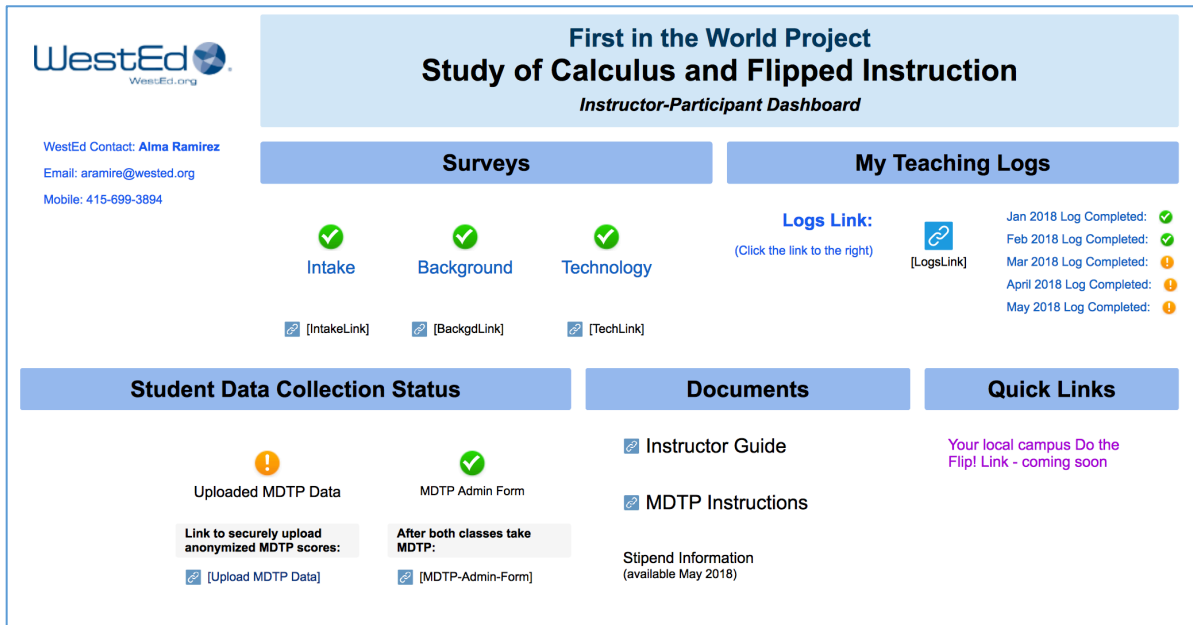 WestEd
WestEd.org
First in the World Project
Study of Calculus and Flipped Instruction
Instructor-Participant Dashboard
WestEd Contact: Alma Ramirez
Email: aramire@wested.org
Mobile: 415-699-3894
Surveys
Intake
Background
Technology
[IntakeLink]
[BackgdLink]
[TechLink]
My Teaching Logs
Logs Link:
(Click the link to the right)
[LogsLink]
Jan 2018 Log Completed:
Feb 2018 Log Completed:
Mar 2018 Log Completed:
April 2018 Log Completed:
May 2018 Log Completed:
Student Data Collection Status
Uploaded MDTP Data
Link to securely upload
anonymized MDTP scores:
[Upload MDTP Data]
MDTP Admin Form
After both classes take
MDTP:
[MDTP-Admin-Form]
Documents
Instructor Guide
MDTP Instructions
Stipend Information
(available May 2018)
Quick Links
Your local campus Do the
Flip! Link - coming soon